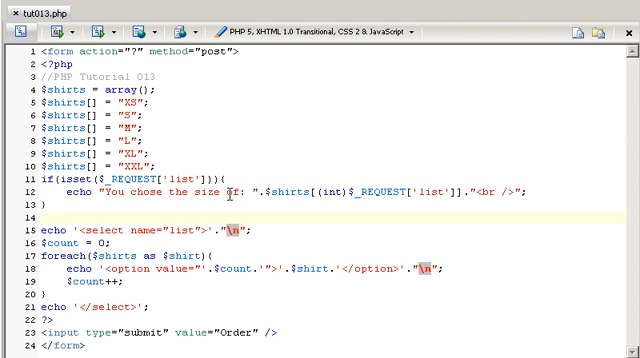 tut013.php
PHP 5, XHTML 1.0 Transitional, CSS 2 & JavaScript
1 <form action="?" method="post">
2 <?php
3 //PHP Tutorial 013
4 $shirts = array();
5 $shirts[] = "XS";
6 $shirts[] = "S";
7 $shirts[] = "M";
8 $shirts[] = "L";
9 $shirts[] = "XL";
10 $shirts[] = "XXL";
11 if(isset($_REQUEST['list'])){
12 echo "You chose the size of: ".$shirts[(int)$_REQUEST['list']]."<br />";
13 }
14
15 echo '<select name="list">'."\n";
16 $count = 0;
17 foreach($shirts as $shirt){
18 echo '<option value="'.$count.'">'.$shirt.'</option>'."\n";
19 $count++;
20 }
21 echo '</select>';
22 ?>
23 <input type="submit" value="Order" />
24 </form>